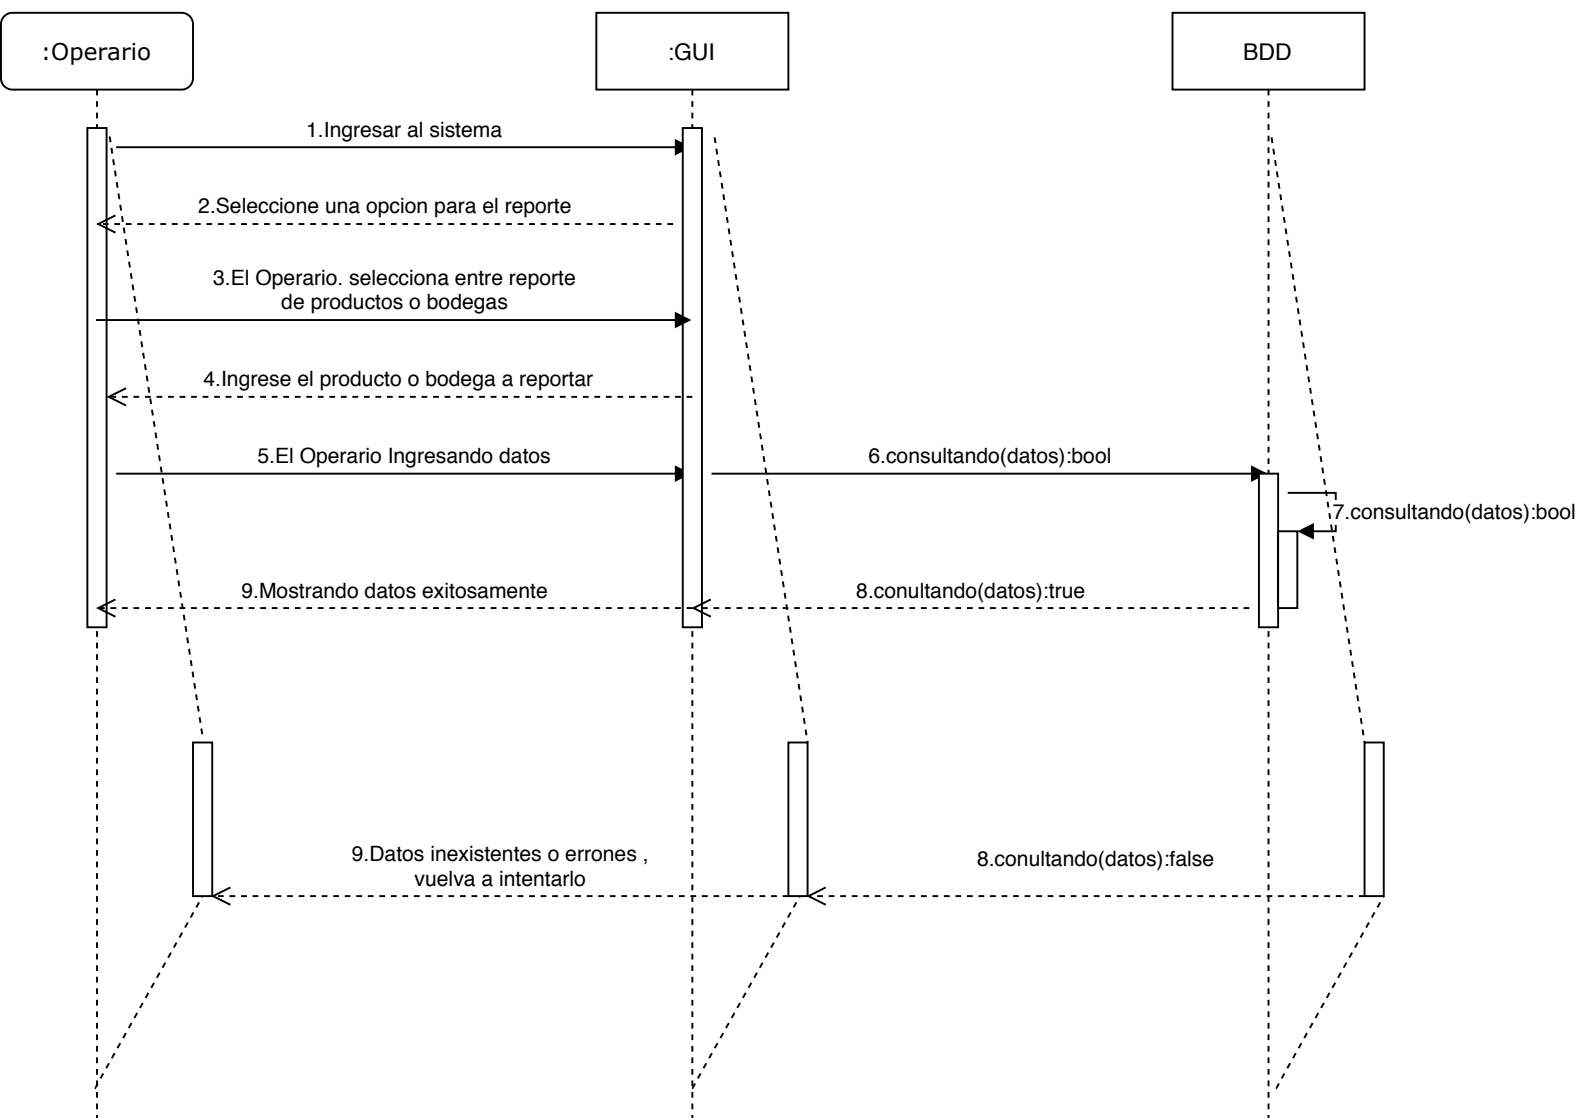 :Operario
:GUI
BDD
1.Ingresar al sistema
2.Seleccione una opcion para el reporte
3.El Operario. selecciona entre reporte
de productos o bodegas
4.Ingrese el producto o bodega a reportar
5.El Operario Ingresando datos
6.consultando(datos):bool
7.consultando(datos):bool
9.Mostrando datos exitosamente
8.conultando(datos):true
9.Datos inexistentes o errones ,
vuelva a intentarlo
8.conultando(datos):false